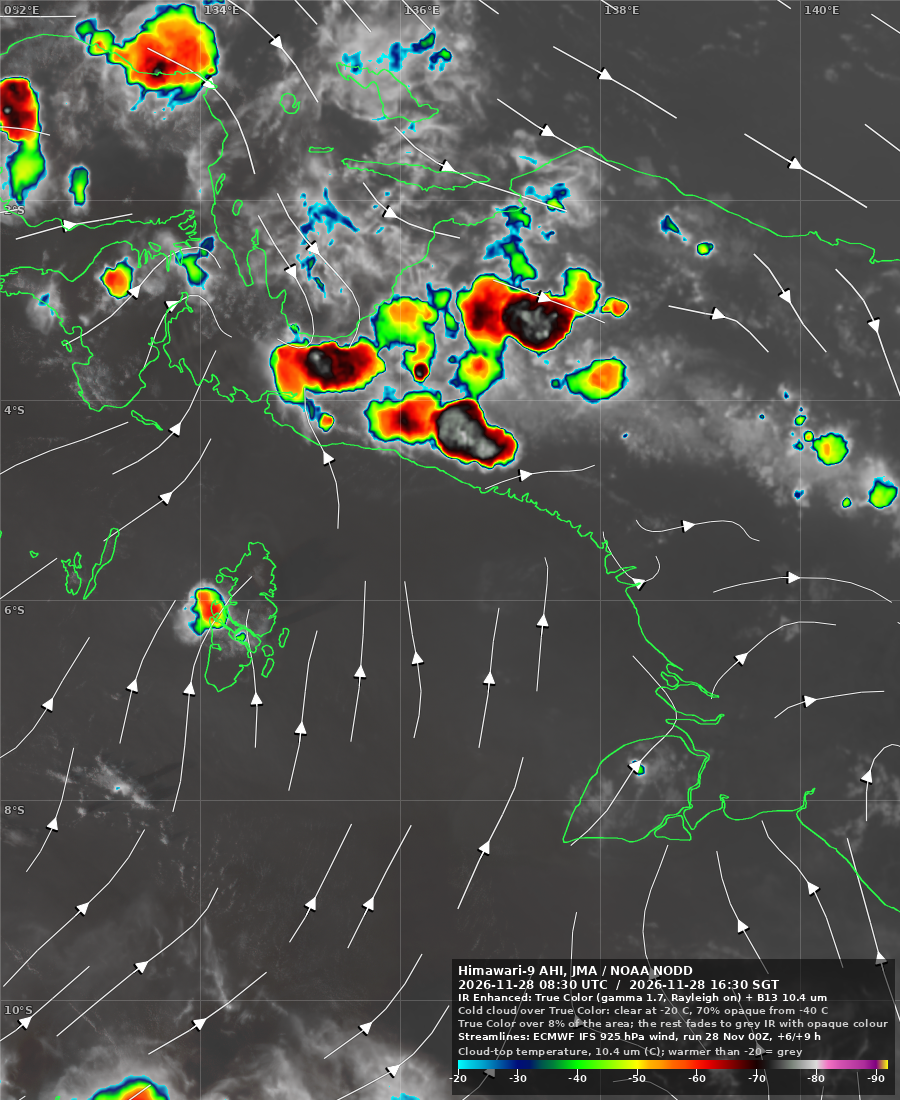 0°
132°E
134°E
136°E
138°E
140°E
2°S
4°S
6°S
8°S
10°S
Himawari-9 AHI, JMA / NOAA NODD
2026-11-28 08:30 UTC / 2026-11-28 16:30 SGT
IR Enhanced: True Color (gamma 1.7, Rayleigh on) + B13 10.4 um
Cold cloud over True Color: clear at -20 C, 70% opaque from -40 C
True Color over 8% of the area; the rest fades to grey IR with opaque colour
Streamlines: ECMWF IFS 925 hPa wind, run 28 Nov 00Z, +6/+9 h
Cloud-top temperature, 10.4 um (C); warmer than -20 = grey
-20 -30 -40 -50 -60 -70 -80 -90